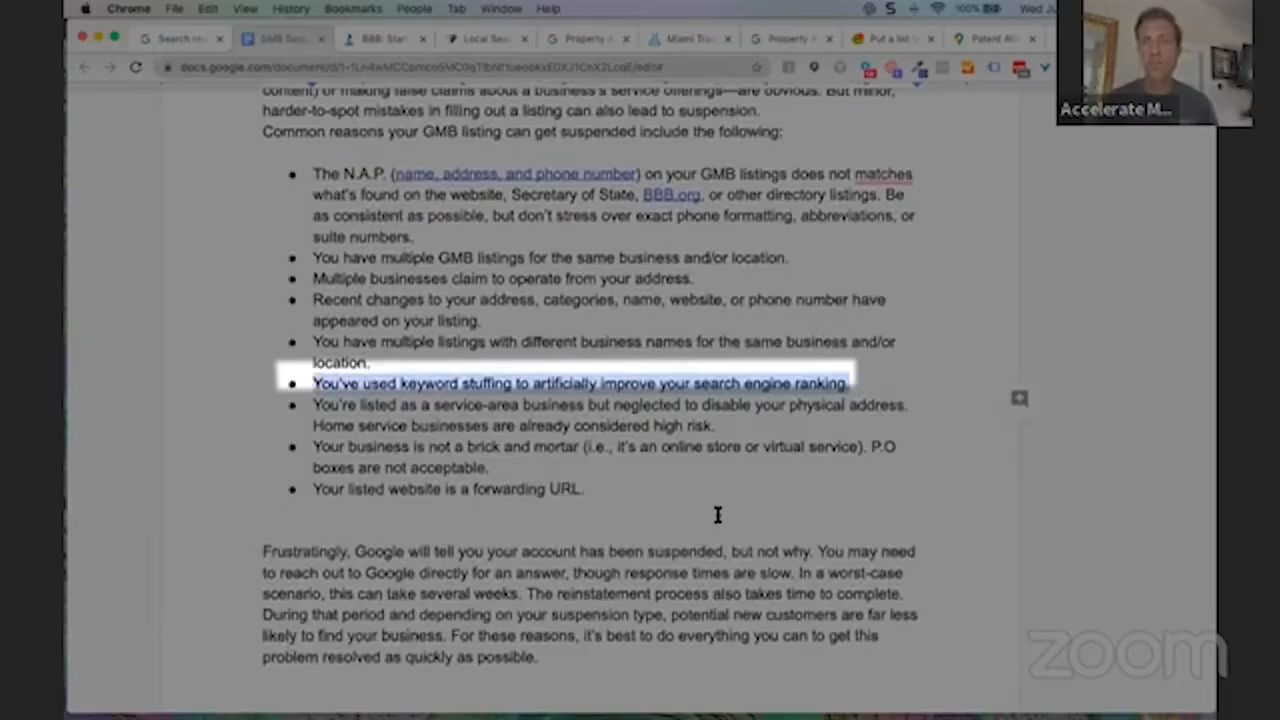 Chrome File Edit View History Bookmarks People Tab Window Help
100%
Accelerate M...
content) or making false claims about a business's service offerings—are obvious. But minor,
harder-to-spot mistakes in filling out a listing can also lead to suspension.
Common reasons your GMB listing can get suspended include the following:
• The N.A.P. (name, address, and phone number) on your GMB listings does not matches
what's found on the website, Secretary of State, BBB.org, or other directory listings. Be
as consistent as possible, but don't stress over exact phone formatting, abbreviations, or
suite numbers.
• You have multiple GMB listings for the same business and/or location.
• Multiple businesses claim to operate from your address.
• Recent changes to your address, categories, name, website, or phone number have
appeared on your listing.
• You have multiple listings with different business names for the same business and/or
location.
• You've used keyword stuffing to artificially improve your search engine ranking.
• You're listed as a service-area business but neglected to disable your physical address.
Home service businesses are already considered high risk.
• Your business is not a brick and mortar (i.e., it's an online store or virtual service). P.O
boxes are not acceptable.
• Your listed website is a forwarding URL.
Frustratingly, Google will tell you your account has been suspended, but not why. You may need
to reach out to Google directly for an answer, though response times are slow. In a worst-case
scenario, this can take several weeks. The reinstatement process also takes time to complete.
During that period and depending on your suspension type, potential new customers are far less
likely to find your business. For these reasons, it's best to do everything you can to get this
problem resolved as quickly as possible.
zoom